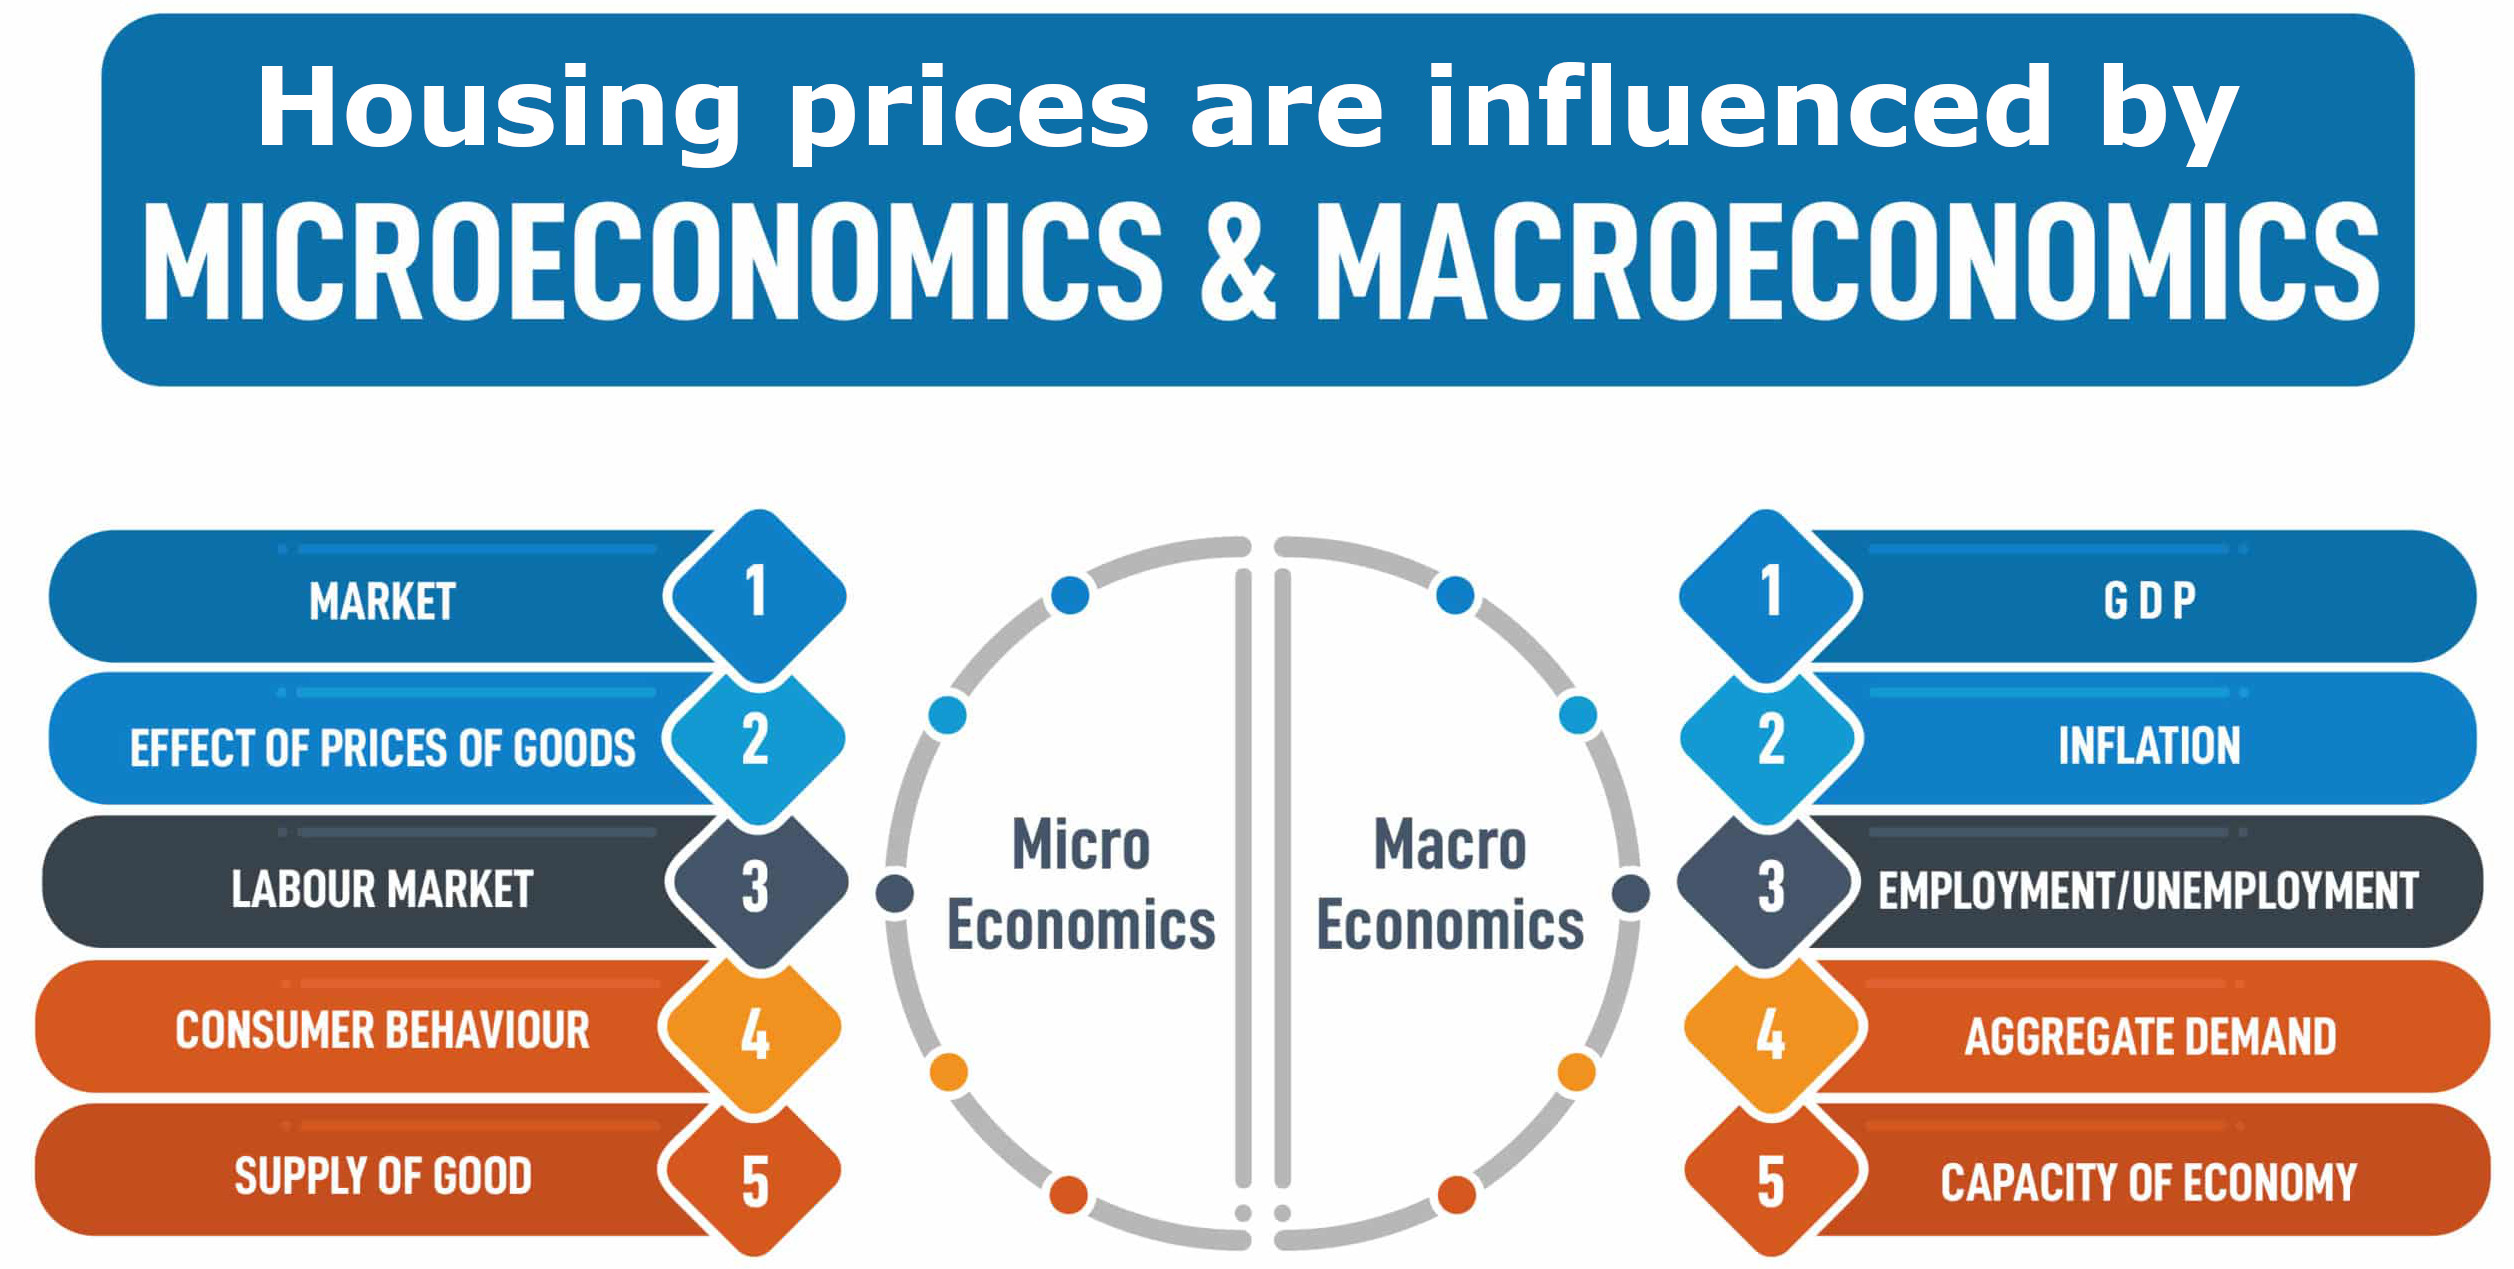 Housing prices are influenced by
MICROECONOMICS & MACROECONOMICS
1
MARKET
2
EFFECT OF PRICES OF GOODS
3
LABOUR MARKET
4
CONSUMER BEHAVIOUR
5
SUPPLY OF GOOD
Micro
Economics
Macro
Economics
1
G D P
2
INFLATION
3
EMPLOYMENT/UNEMPLOYMENT
4
AGGREGATE DEMAND
5
CAPACITY OF ECONOMY